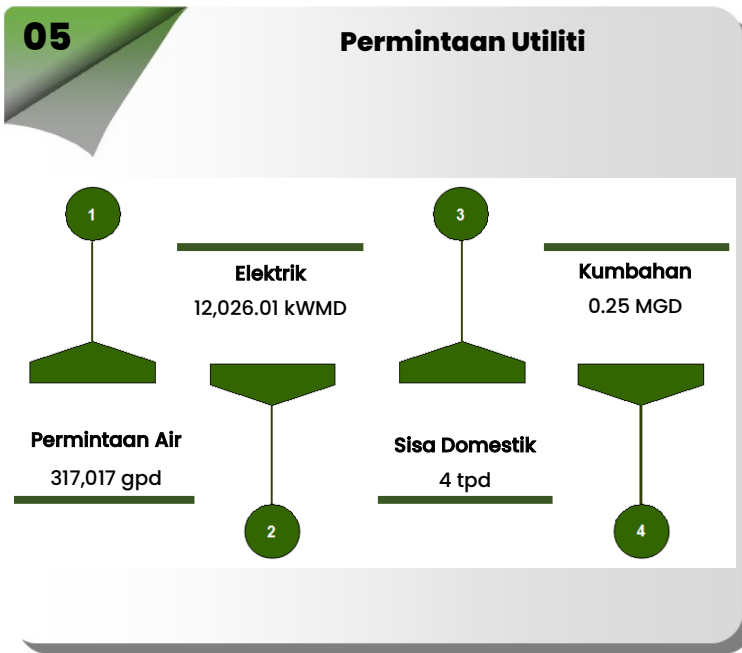 05
Permintaan Utiliti
1
Permintaan Air
317,017 gpd
Elektrik
12,026.01 kWMD
2
3
Sisa Domestik
4 tpd
Kumbahan
0.25 MGD
4